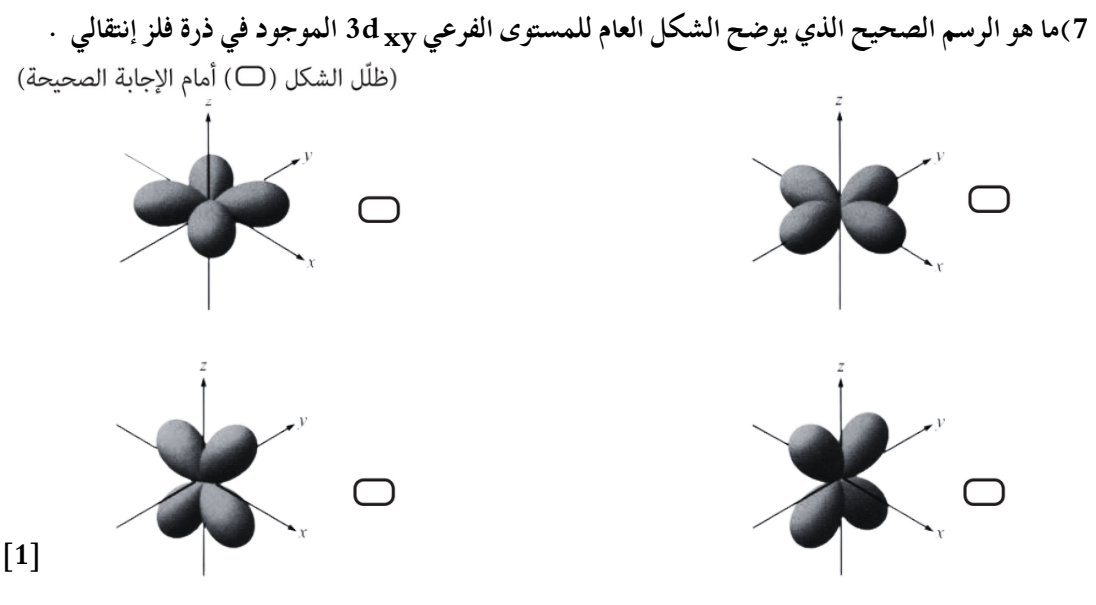 7)ما هو الرسم الصحيح الذي يوضح الشكل العام للمستوى الفرعي 3d xy الموجود في ذرة فلز إنتقالي .
(ظلّل الشكل (⬭) أمام الإجابة الصحيحة)
z
y
x
z
y
x
z
y
x
z
y
x
[1]